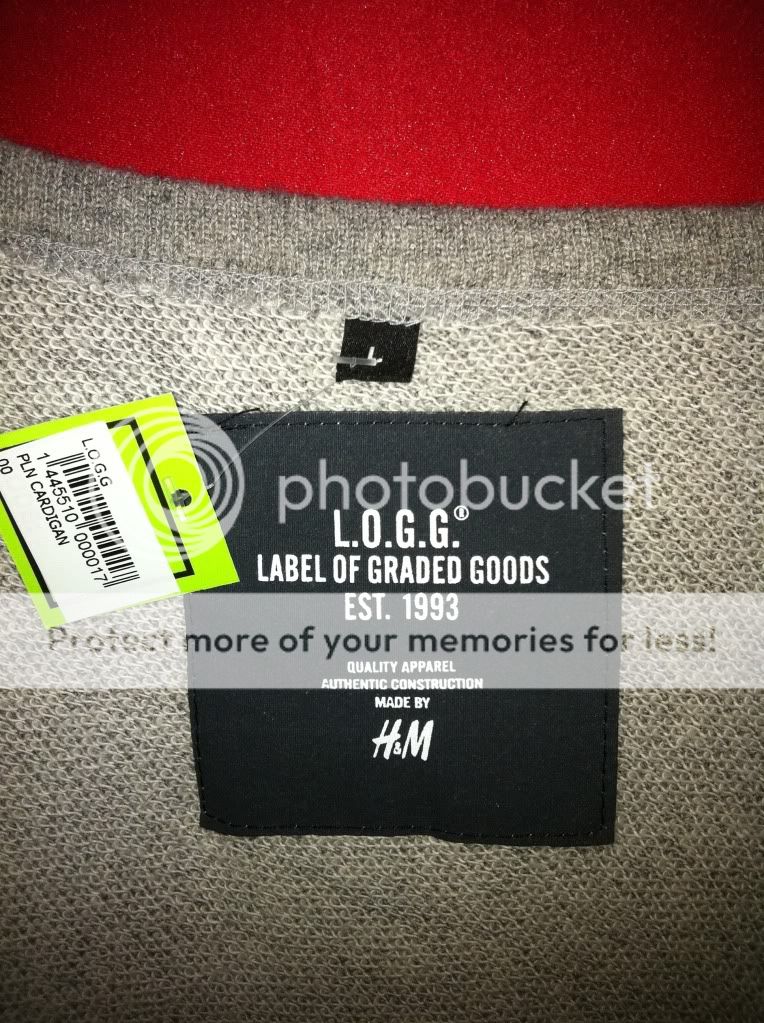 L
L.O.G.G
1 445510 000017
PLN CARDIGAN
00
photobucket
L.O.G.G.®
LABEL OF GRADED GOODS
EST. 1993
Protect more of your memories for less!
QUALITY APPAREL
AUTHENTIC CONSTRUCTION
MADE BY
H&M